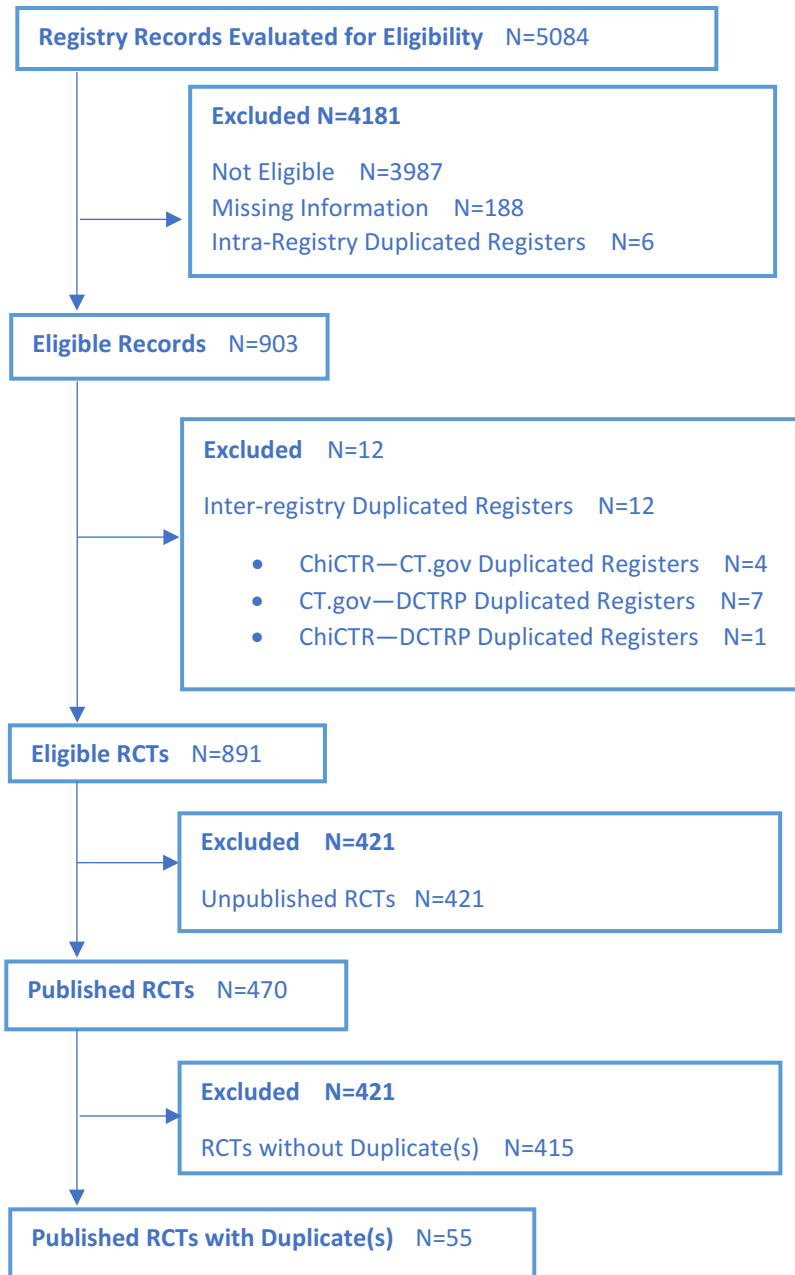 Registry Records Evaluated for Eligibility N=5084
Excluded N=4181
Not Eligible N=3987
Missing Information N=188
Intra-Registry Duplicated Registers N=6
Eligible Records N=903
Excluded N=12
Inter-registry Duplicated Registers N=12
• ChiCTR—CT.gov Duplicated Registers N=4
• CT.gov—DCTRP Duplicated Registers N=7
• ChiCTR—DCTRP Duplicated Registers N=1
Eligible RCTs N=891
Excluded N=421
Unpublished RCTs N=421
Published RCTs N=470
Excluded N=421
RCTs without Duplicate(s) N=415
Published RCTs with Duplicate(s) N=55